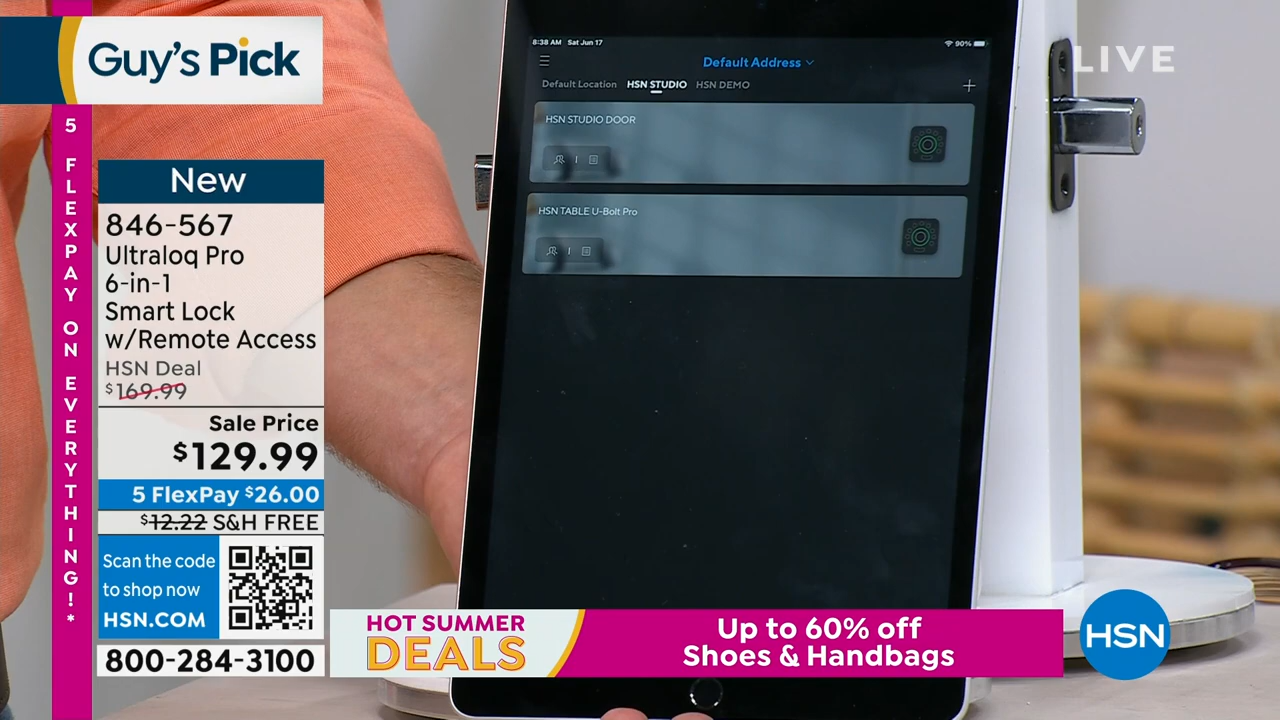 Guy's Pick
5 FLEXPAY ON EVERYTHING!*
New
846-567
Ultraloq Pro
6-in-1
Smart Lock
w/Remote Access
HSN Deal
$169.99
Sale Price
$129.99
5 FlexPay $26.00
$12.22 S&H FREE
Scan the code
to shop now
HSN.COM
800-284-3100
8:38 AM Sat Jun 17
90%
Default Address
Default Location HSN STUDIO HSN DEMO
HSN STUDIO DOOR
HSN TABLE U-Bolt Pro
LIVE
HOT SUMMER
DEALS
Up to 60% off
Shoes & Handbags
HSN